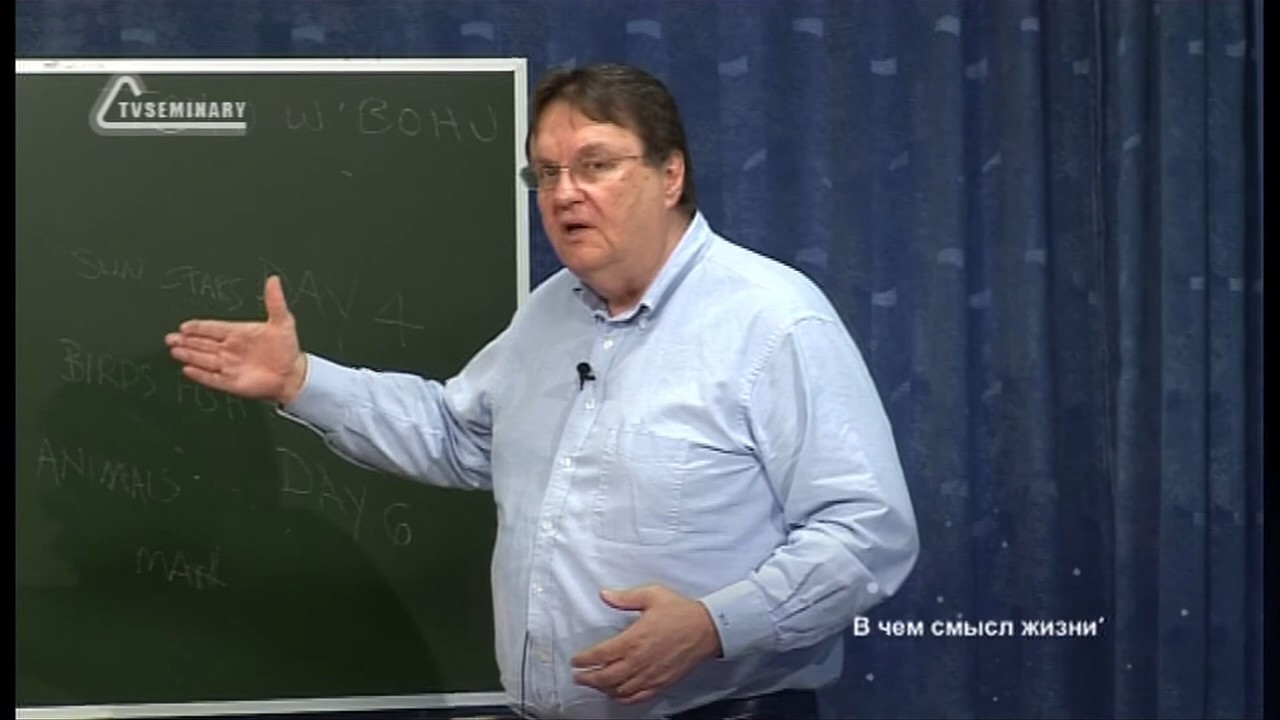 TVSEMINARY
W'BOHU
SUN STARS DAY 4
BIRDS
ANIMALS DAY 6
MAN
В чем смысл жизни